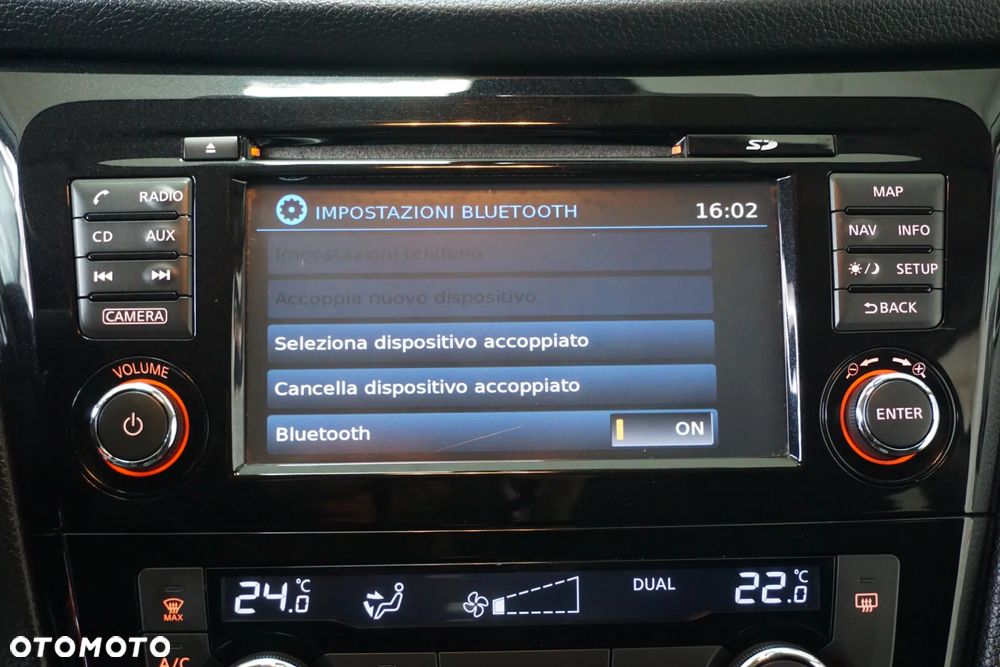 SD
RADIO
CD AUX
CAMERA
VOLUME
IMPOSTAZIONI BLUETOOTH 16:02
Impostazioni telefono
Accoppia nuovo dispositivo
Seleziona dispositivo accoppiato
Cancella dispositivo accoppiato
Bluetooth ON
MAP
NAV INFO
SETUP
BACK
ENTER
MAX
24.0 °C
DUAL
22.0 °C
A/C
OTOMOTO